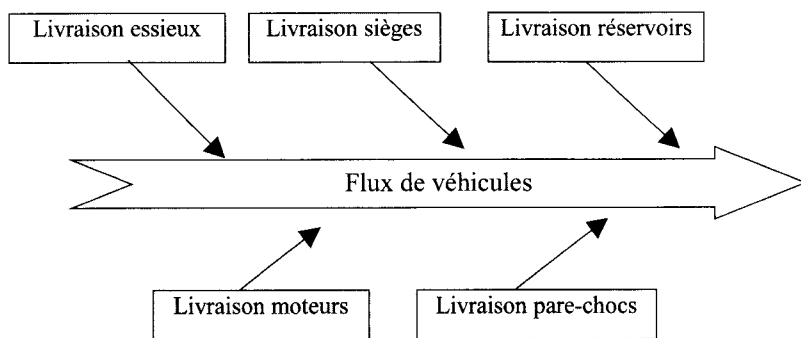 Livraison essieux
Livraison sièges
Livraison réservoirs
Flux de véhicules
Livraison moteurs
Livraison pare-chocs